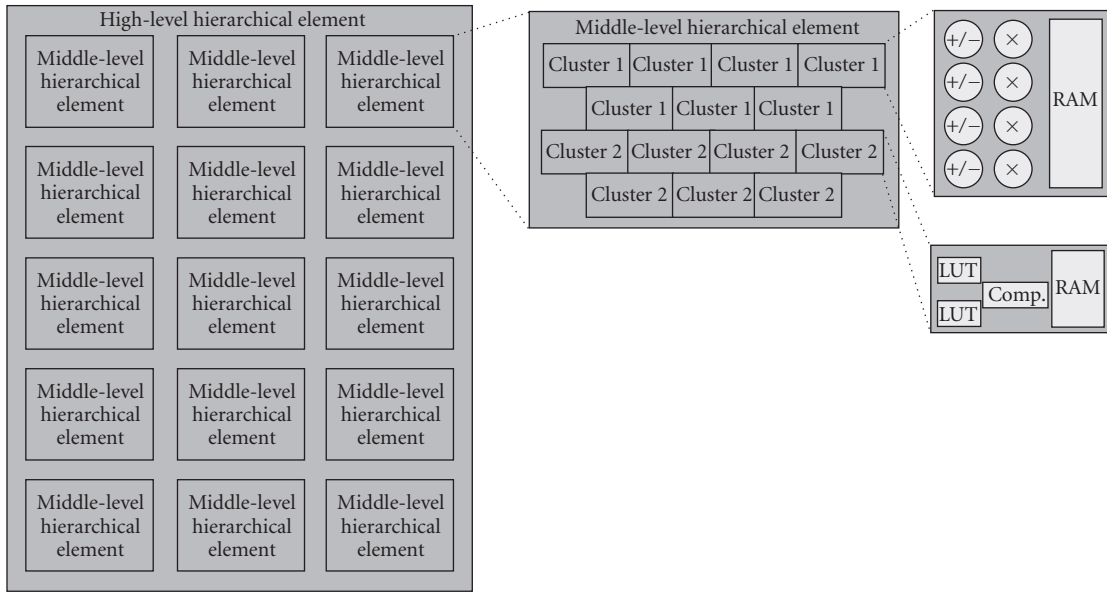 High-level hierarchical element
Middle-level Middle-level Middle-level
hierarchical hierarchical hierarchical
element element element
Middle-level Middle-level Middle-level
hierarchical hierarchical hierarchical
element element element
Middle-level Middle-level Middle-level
hierarchical hierarchical hierarchical
element element element
Middle-level Middle-level Middle-level
hierarchical hierarchical hierarchical
element element element
Middle-level Middle-level Middle-level
hierarchical hierarchical hierarchical
element element element
Middle-level hierarchical element
Cluster 1 Cluster 1 Cluster 1 Cluster 1
Cluster 1 Cluster 1 Cluster 1
Cluster 2 Cluster 2 Cluster 2 Cluster 2
Cluster 2 Cluster 2 Cluster 2
+/− ×
+/− ×
RAM
+/− ×
+/− ×
LUT
Comp.
RAM
LUT